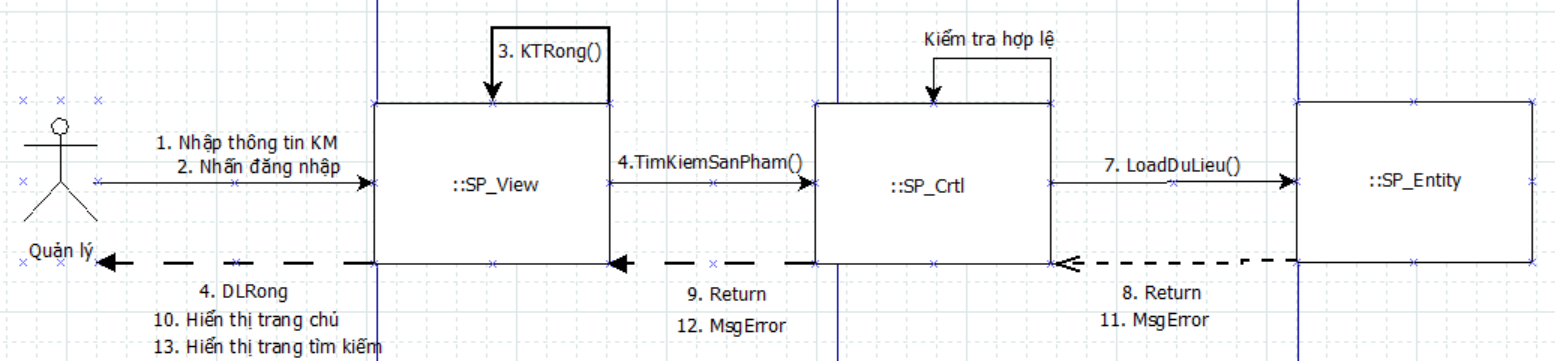 Kiểm tra hợp lệ
3. KTRong()
1. Nhập thông tin KM
2. Nhấn đăng nhập
4.TimKiemSanPham()
7. LoadDuLieu()
::SP_View
::SP_Crtl
::SP_Entity
Quản lý
4. DLRong
10. Hiển thị trang chủ
13. Hiển thị trang tìm kiếm
9. Return
12. MsgError
8. Return
11. MsgError